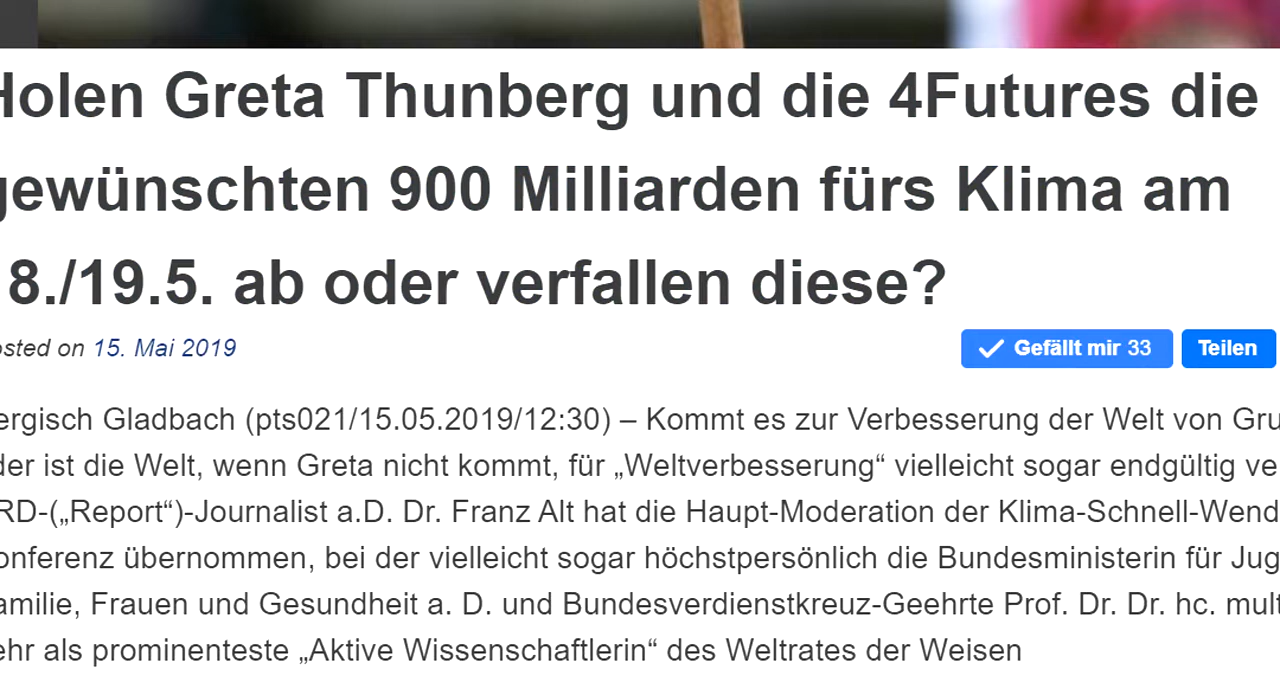 Holen Greta Thunberg und die 4Futures die
gewünschten 900 Milliarden fürs Klima am
8./19.5. ab oder verfallen diese?
osted on 15. Mai 2019
Gefällt mir 33
Teilen
ergisch Gladbach (pts021/15.05.2019/12:30) – Kommt es zur Verbesserung der Welt von Gru
der ist die Welt, wenn Greta nicht kommt, für „Weltverbesserung“ vielleicht sogar endgültig ve
RD-(„Report“)-Journalist a.D. Dr. Franz Alt hat die Haupt-Moderation der Klima-Schnell-Wend
onferenz übernommen, bei der vielleicht sogar höchstpersönlich die Bundesministerin für Jug
amilie, Frauen und Gesundheit a. D. und Bundesverdienstkreuz-Geehrte Prof. Dr. Dr. hc. mult
ehr als prominenteste „Aktive Wissenschaftlerin“ des Weltrates der Weisen